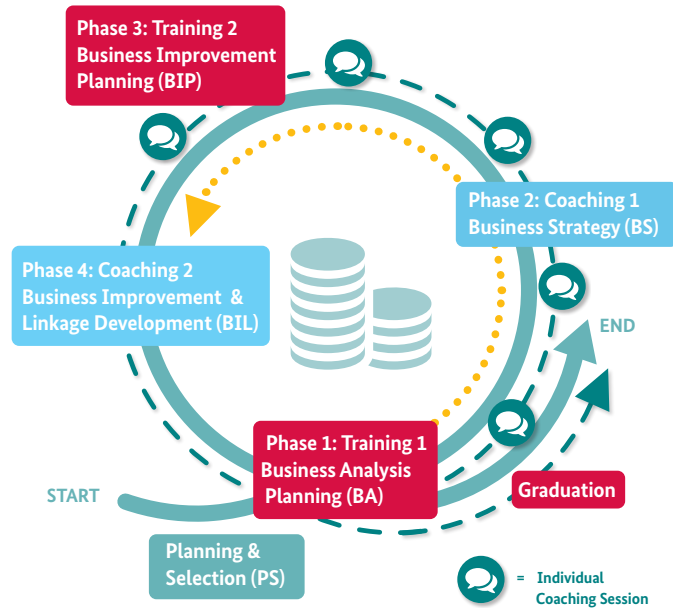 Phase 3: Training 2
Business Improvement
Planning (BIP)
Phase 2: Coaching 1
Business Strategy (BS)
Phase 4: Coaching 2
Business Improvement &
Linkage Development (BIL)
END
Phase 1: Training 1
Business Analysis
Planning (BA)
START
Graduation
Planning &
Selection (PS)
= Individual
Coaching Session